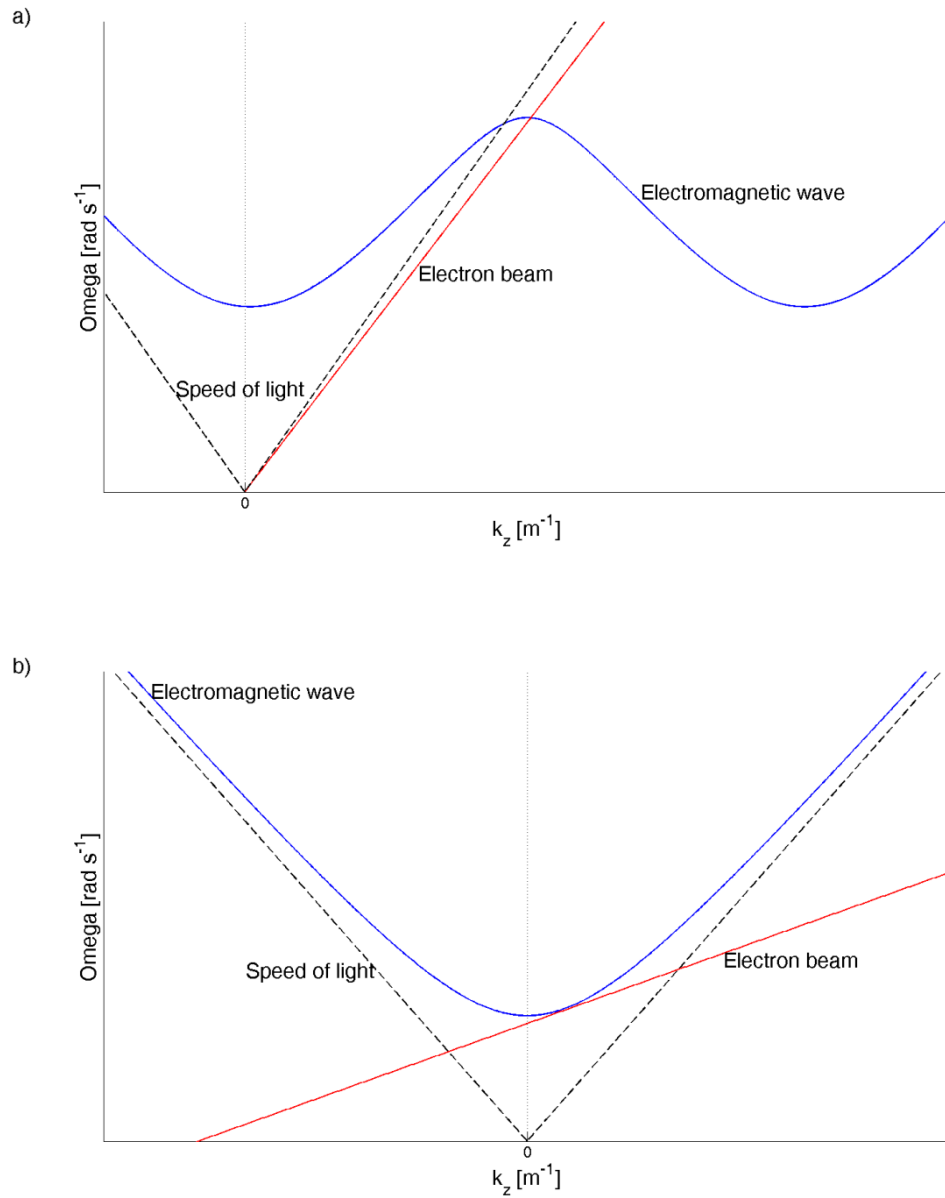 a)
Omega [rad s⁻¹]
Electromagnetic wave
Electron beam
Speed of light
0
k_z [m⁻¹]
b)
Electromagnetic wave
Omega [rad s⁻¹]
Electron beam
Speed of light
0
k_z [m⁻¹]